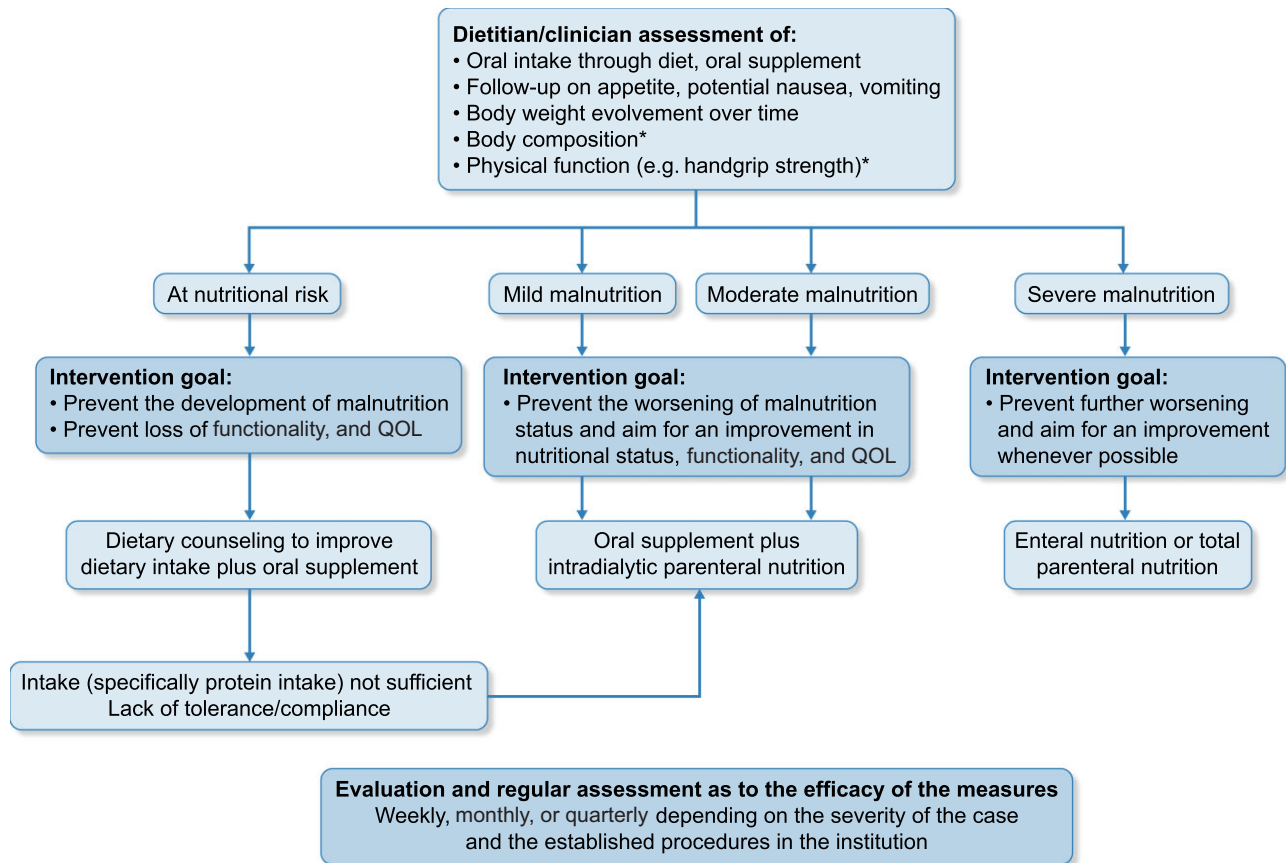 Dietitian/clinician assessment of:
• Oral intake through diet, oral supplement
• Follow-up on appetite, potential nausea, vomiting
• Body weight evolvement over time
• Body composition*
• Physical function (e.g. handgrip strength)*
At nutritional risk
Mild malnutrition
Moderate malnutrition
Severe malnutrition
Intervention goal:
• Prevent the development of malnutrition
• Prevent loss of functionality, and QOL
Intervention goal:
• Prevent the worsening of malnutrition
status and aim for an improvement in
nutritional status, functionality, and QOL
Intervention goal:
• Prevent further worsening
and aim for an improvement
whenever possible
Dietary counseling to improve
dietary intake plus oral supplement
Oral supplement plus
intradialytic parenteral nutrition
Enteral nutrition or total
parenteral nutrition
Intake (specifically protein intake) not sufficient
Lack of tolerance/compliance
Evaluation and regular assessment as to the efficacy of the measures
Weekly, monthly, or quarterly depending on the severity of the case
and the established procedures in the institution